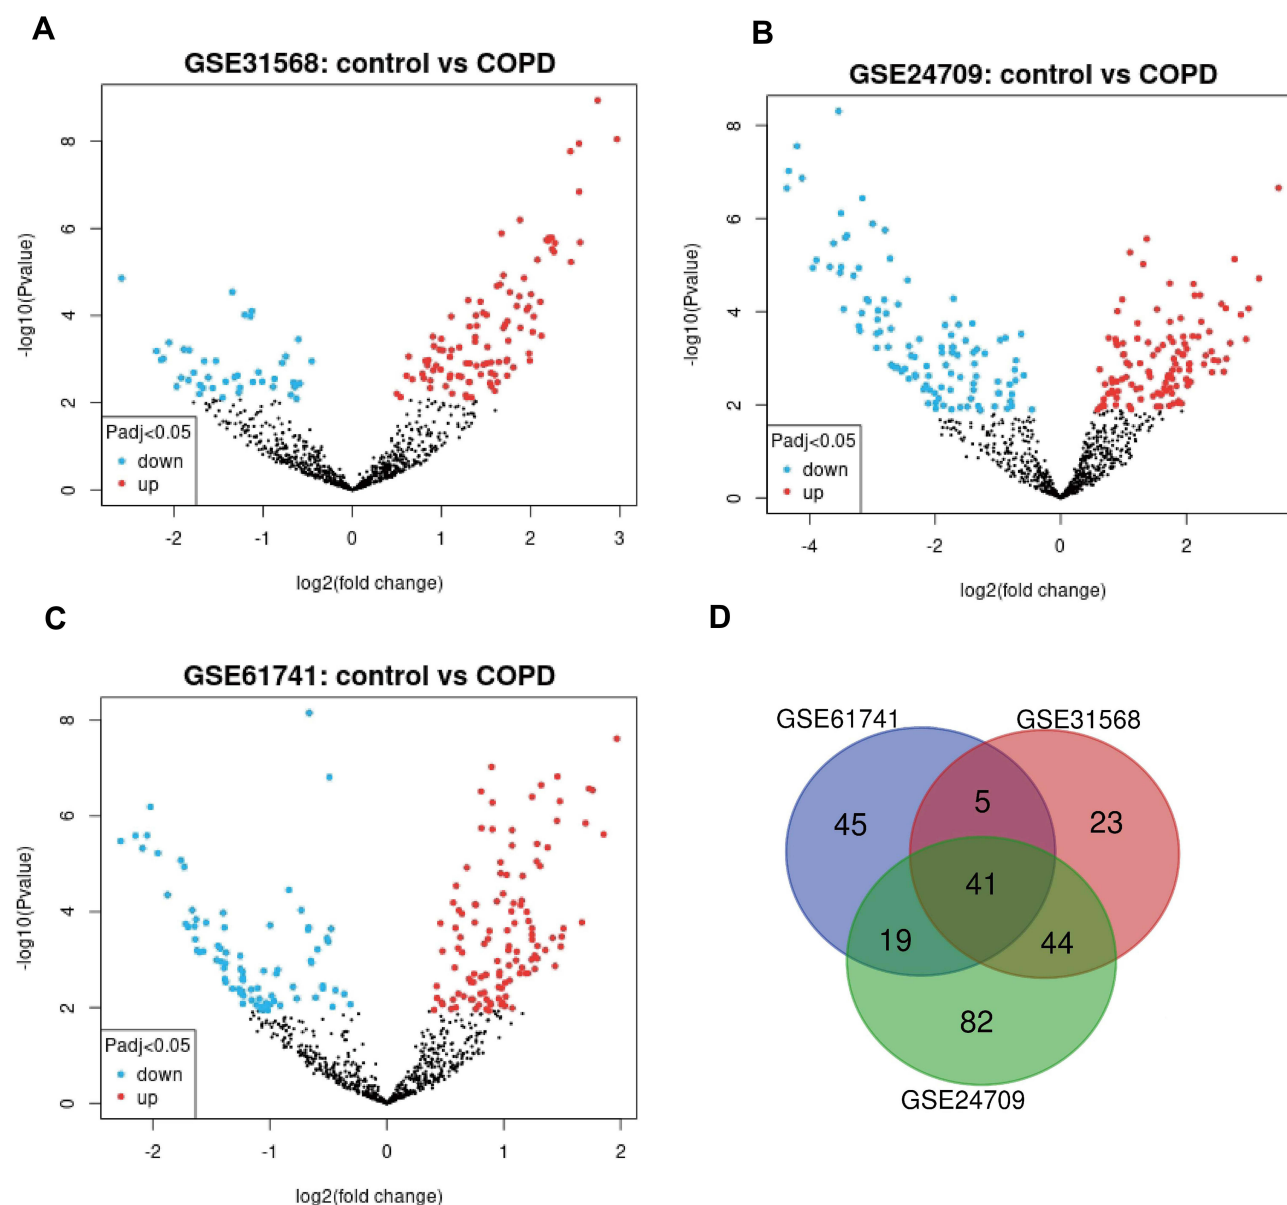 A
GSE31568: control vs COPD
-log10(Pvalue)
8
6
4
2
0
Padj<0.05
down
up
-2
-1
0
1
2
3
log2(fold change)
B
GSE24709: control vs COPD
-log10(Pvalue)
8
6
4
2
0
Padj<0.05
down
up
-4
-2
0
2
log2(fold change)
C
GSE61741: control vs COPD
-log10(Pvalue)
8
6
4
2
0
Padj<0.05
down
up
-2
-1
0
1
2
log2(fold change)
D
GSE61741
GSE31568
5
45
23
41
19
44
82
GSE24709